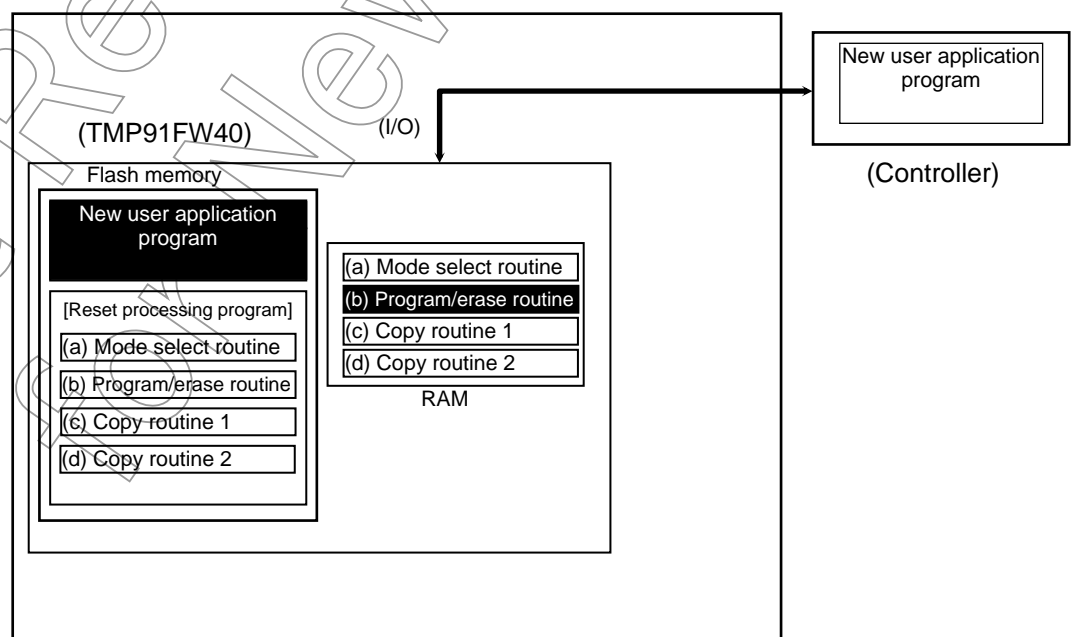 New user application
program
(TMP91FW40)
(I/O)
(Controller)
Flash memory
New user application
program
[Reset processing program]
(a) Mode select routine
(b) Program/erase routine
(c) Copy routine 1
(d) Copy routine 2
(a) Mode select routine
(b) Program/erase routine
(c) Copy routine 1
(d) Copy routine 2
RAM